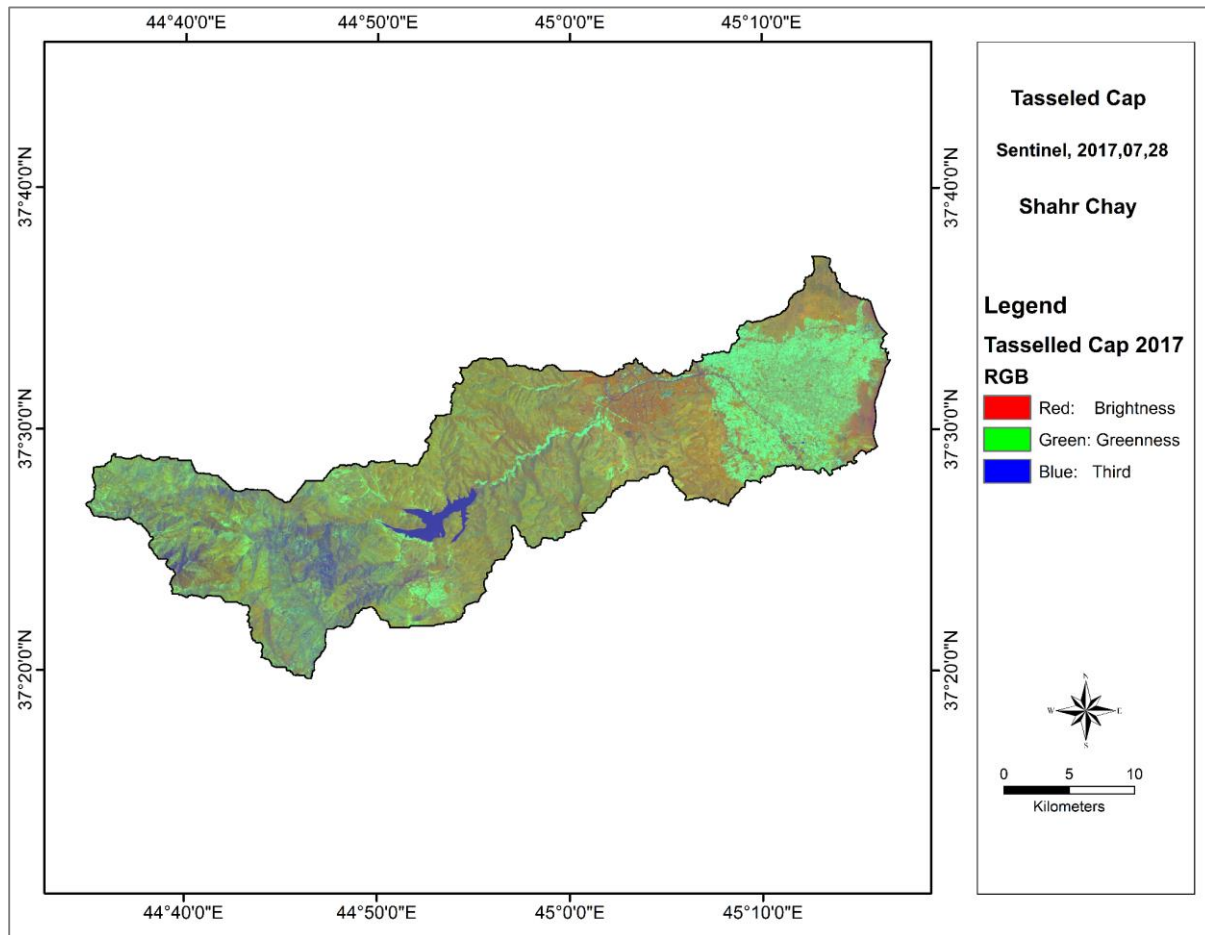 44°40'0"E 44°50'0"E 45°0'0"E 45°10'0"E
37°40'0"N 37°40'0"N
37°30'0"N 37°30'0"N
37°20'0"N 37°20'0"N
44°40'0"E 44°50'0"E 45°0'0"E 45°10'0"E
Tasseled Cap
Sentinel, 2017,07,28
Shahr Chay
Legend
Tasselled Cap 2017
RGB
Red: Brightness
Green: Greenness
Blue: Third
N
W E
S
0 5 10
Kilometers